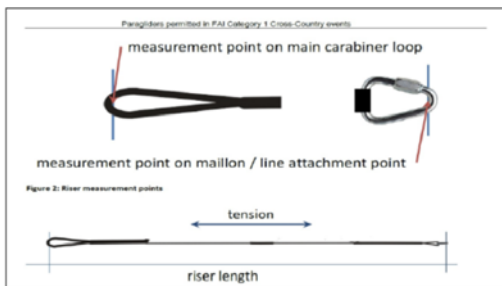 Paragliders permitted in FAI Category 1 Cross-Country events
measurement point on main carabiner loop
measurement point on maillon / line attachment point
Figure 2: Riser measurement points
tension
riser length